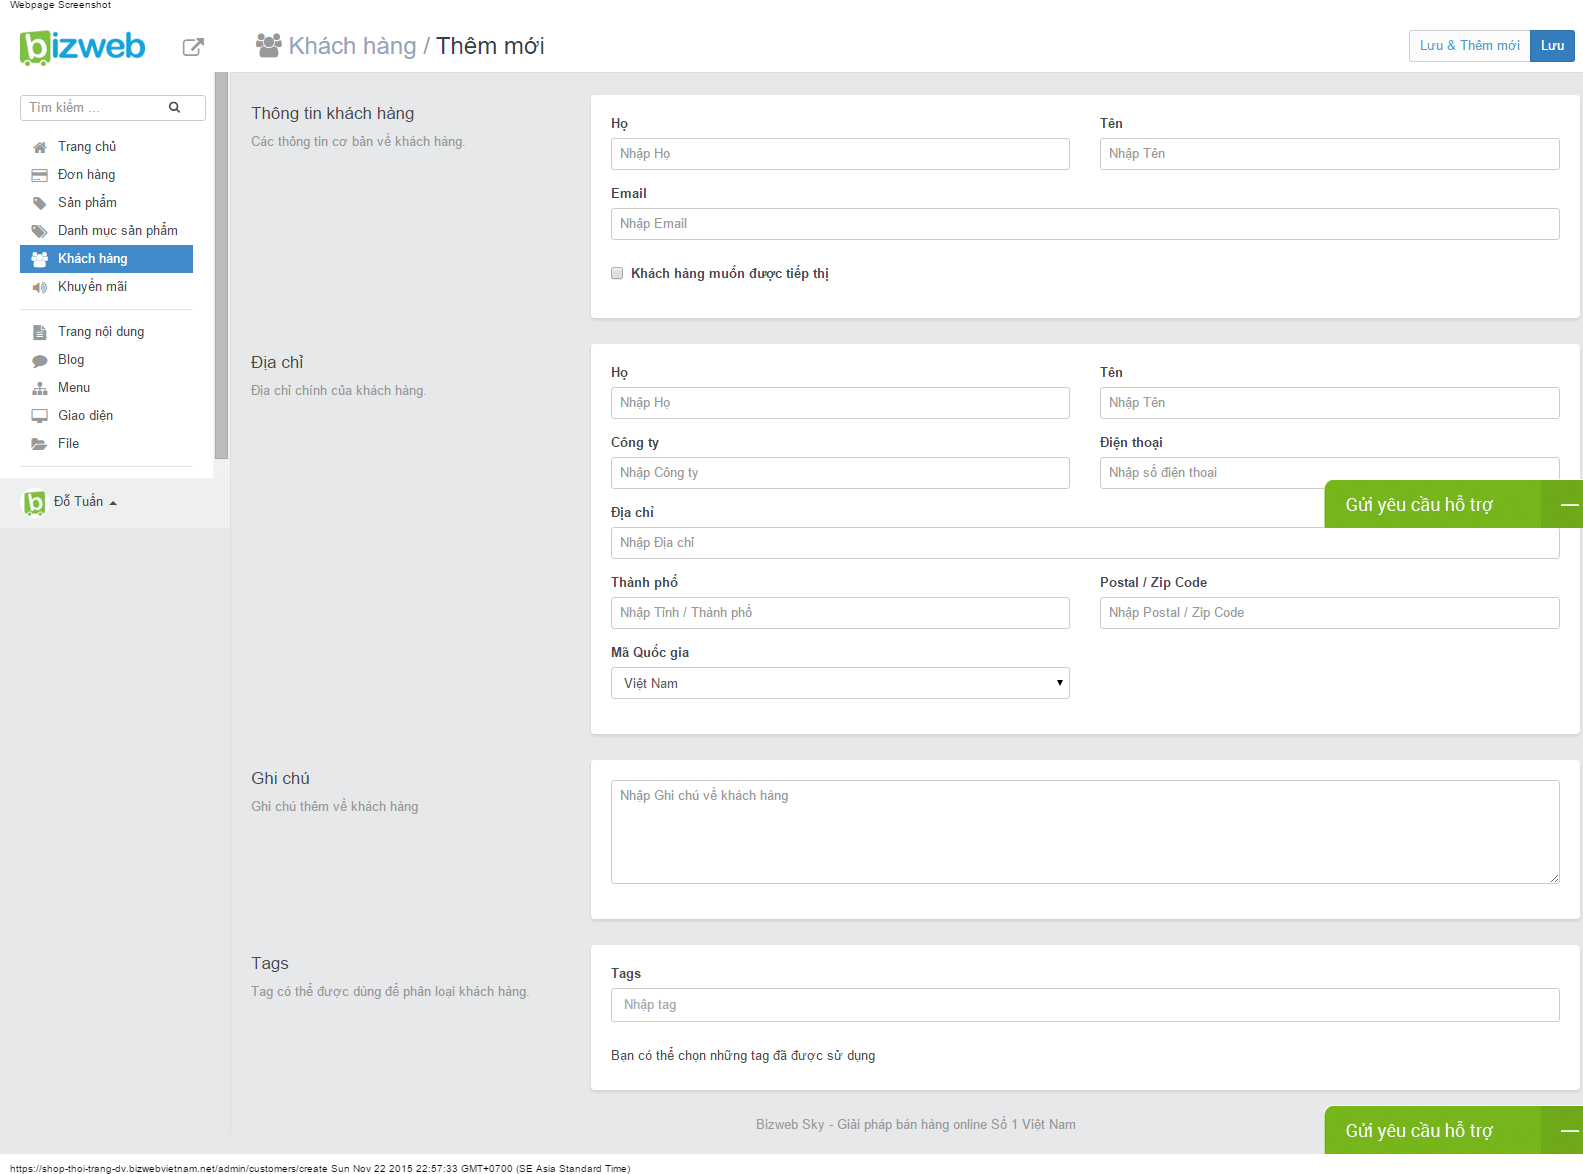 Webpage Screenshot
bizweb
Khách hàng / Thêm mới
Lưu & Thêm mới
Lưu
Tìm kiếm ...
Trang chủ
Đơn hàng
Sản phẩm
Danh mục sản phẩm
Khách hàng
Khuyến mãi
Trang nội dung
Blog
Menu
Giao diện
File
Đỗ Tuấn
Thông tin khách hàng
Các thông tin cơ bản về khách hàng.
Họ
Tên
Nhập Họ
Nhập Tên
Email
Nhập Email
Khách hàng muốn được tiếp thị
Địa chỉ
Địa chỉ chính của khách hàng.
Họ
Tên
Nhập Họ
Nhập Tên
Công ty
Điện thoại
Nhập Công ty
Nhập số điện thoại
Gửi yêu cầu hỗ trợ
Địa chỉ
Nhập Địa chỉ
Thành phố
Postal / Zip Code
Nhập Tỉnh / Thành phố
Nhập Postal / Zip Code
Mã Quốc gia
Việt Nam
Ghi chú
Ghi chú thêm về khách hàng
Nhập Ghi chú về khách hàng
Tags
Tag có thể được dùng để phân loại khách hàng.
Tags
Nhập tag
Bạn có thể chọn những tag đã được sử dụng
Bizweb Sky - Giải pháp bán hàng online Số 1 Việt Nam
Gửi yêu cầu hỗ trợ
https://shop-thoi-trang-dv.bizwebvietnam.net/admin/customers/create Sun Nov 22 2015 22:57:33 GMT+0700 (SE Asia Standard Time)